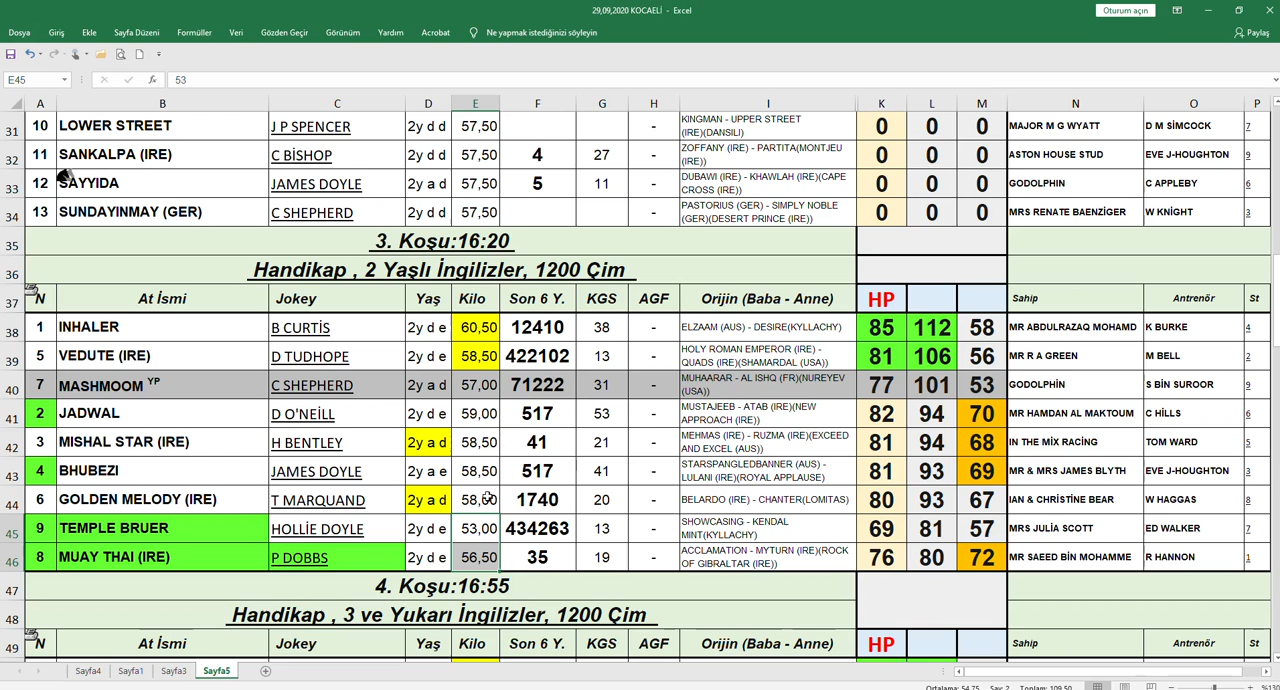 29,09,2020 KOCAELİ - Excel
Oturum açın
Dosya Giriş Ekle Sayfa Düzeni Formüller Veri Gözden Geçir Görünüm Yardım Acrobat Ne yapmak istediğinizi söyleyin Paylaş
E45 fx 53
A B C D E F G H I K L M N O P
31 10 LOWER STREET J P SPENCER 2y d d 57,50 - KINGMAN - UPPER STREET (IRE)(DANSILI) 0 0 0 MAJOR M G WYATT D M SİMCOCK 7
32 11 SANKALPA (IRE) C BİSHOP 2y d d 57,50 4 27 - ZOFFANY (IRE) - PARTITA(MONTJEU (IRE)) 0 0 0 ASTON HOUSE STUD EVE J-HOUGHTON 9
33 12 SAYYIDA JAMES DOYLE 2y a d 57,50 5 11 - DUBAWI (IRE) - KHAWLAH (IRE)(CAPE CROSS (IRE)) 0 0 0 GODOLPHIN C APPLEBY 6
34 13 SUNDAYINMAY (GER) C SHEPHERD 2y d d 57,50 - PASTORIUS (GER) - SIMPLY NOBLE (GER)(DESERT PRINCE (IRE)) 0 0 0 MRS RENATE BAENZİGER W KNİGHT 3
35 3. Koşu:16:20
36 Handikap , 2 Yaşlı İngilizler, 1200 Çim
37 N At İsmi Jokey Yaş Kilo Son 6 Y. KGS AGF Orijin (Baba - Anne) HP Sahip Antrenör St
38 1 INHALER B CURTİS 2y d e 60,50 12410 38 - ELZAAM (AUS) - DESIRE(KYLLACHY) 85 112 58 MR ABDULRAZAQ MOHAMD K BURKE 4
39 5 VEDUTE (IRE) D TUDHOPE 2y d e 58,50 422102 13 - HOLY ROMAN EMPEROR (IRE) - QUADS (IRE)(SHAMARDAL (USA)) 81 106 56 MR R A GREEN M BELL 2
40 7 MASHMOOM YP C SHEPHERD 2y a d 57,00 71222 31 - MUHAARAR - AL ISHQ (FR)(NUREYEV (USA)) 77 101 53 GODOLPHİN S BİN SUROOR 9
41 2 JADWAL D O'NEİLL 2y d e 59,00 517 53 - MUSTAJEEB - ATAB (IRE)(NEW APPROACH (IRE)) 82 94 70 MR HAMDAN AL MAKTOUM C HİLLS 6
42 3 MISHAL STAR (IRE) H BENTLEY 2y a d 58,50 41 21 - MEHMAS (IRE) - RUZMA (IRE)(EXCEED AND EXCEL (AUS)) 81 94 68 IN THE MİX RACİNG TOM WARD 5
43 4 BHUBEZI JAMES DOYLE 2y a e 58,50 517 41 - STARSPANGLEDBANNER (AUS) - LULANI (IRE)(ROYAL APPLAUSE) 81 93 69 MR & MRS JAMES BLYTH EVE J-HOUGHTON 3
44 6 GOLDEN MELODY (IRE) T MARQUAND 2y a d 1740 20 - BELARDO (IRE) - CHANTER(LOMITAS) 80 93 67 IAN & CHRİSTİNE BEAR W HAGGAS 8
45 9 TEMPLE BRUER HOLLİE DOYLE 2y d e 53,00 434263 13 - SHOWCASING - KENDAL MINT(KYLLACHY) 69 81 57 MRS JULİA SCOTT ED WALKER 7
46 8 MUAY THAI (IRE) P DOBBS 2y d e 56,50 35 19 - ACCLAMATION - MYTURN (IRE)(ROCK OF GIBRALTAR (IRE)) 76 80 72 MR SAEED BİN MOHAMME R HANNON 1
47 4. Koşu:16:55
48 Handikap , 3 ve Yukarı İngilizler, 1200 Çim
49 N At İsmi Jokey Yaş Kilo Son 6 Y. KGS AGF Orijin (Baba - Anne) HP Sahip Antrenör St
Sayfa4 Sayfa1 Sayfa3 Sayfa5
Ortalama: 54,75 Say: 2 Toplam: 109,50 %130